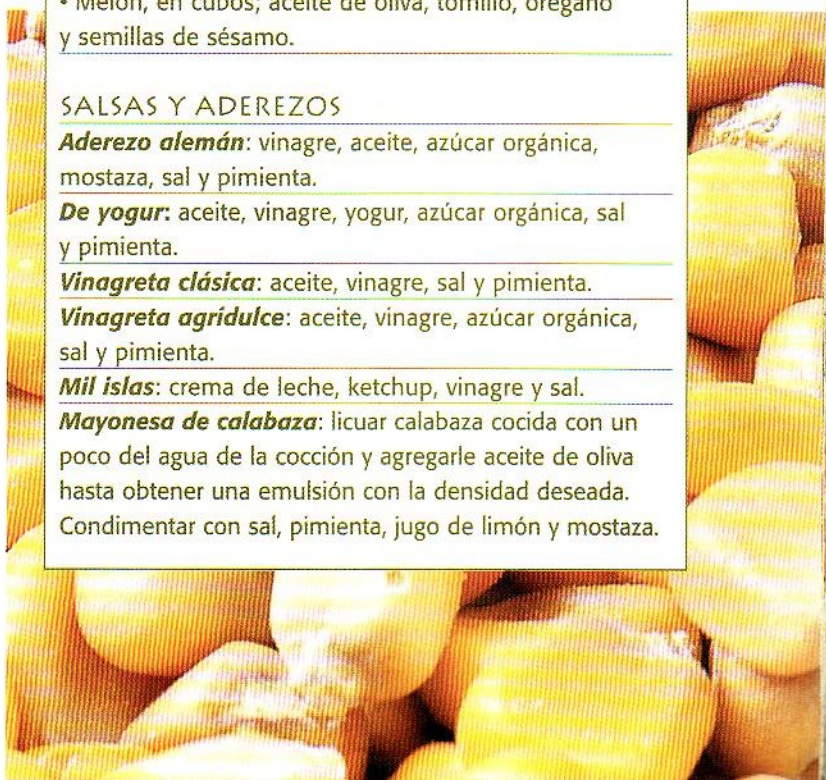 • Melón, en cubos; aceite de oliva, tomillo, orégano
y semillas de sésamo.
SALSAS Y ADEREZOS
Aderezo alemán: vinagre, aceite, azúcar orgánica,
mostaza, sal y pimienta.
De yogur: aceite, vinagre, yogur, azúcar orgánica, sal
y pimienta.
Vinagreta clásica: aceite, vinagre, sal y pimienta.
Vinagreta agridulce: aceite, vinagre, azúcar orgánica,
sal y pimienta.
Mil islas: crema de leche, ketchup, vinagre y sal.
Mayonesa de calabaza: licuar calabaza cocida con un
poco del agua de la cocción y agregarle aceite de oliva
hasta obtener una emulsión con la densidad deseada.
Condimentar con sal, pimienta, jugo de limón y mostaza.